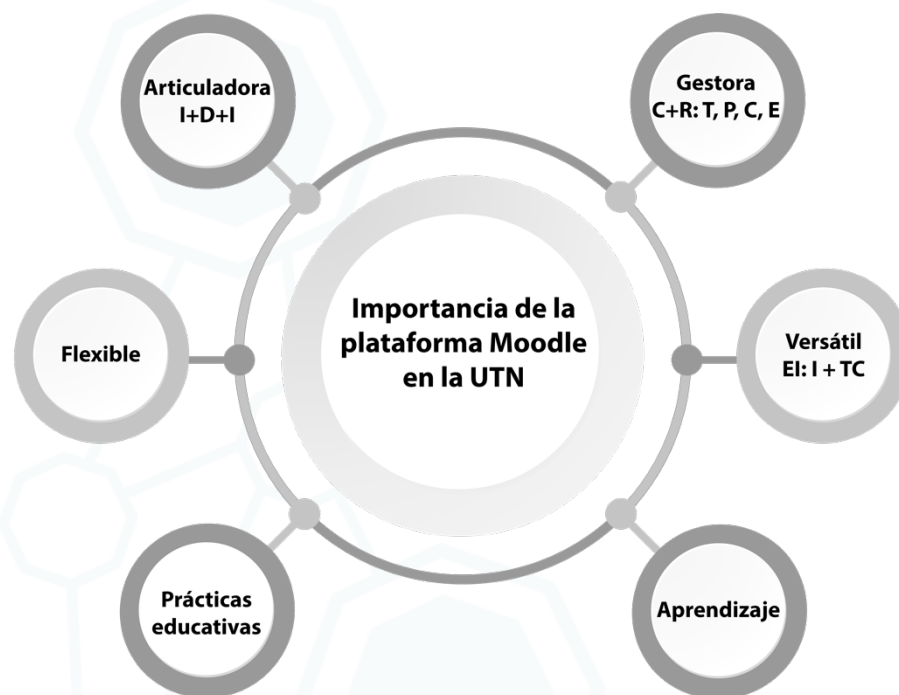 Articuladora
I+D+I
Gestora
C+R: T, P, C, E
Flexible
Importancia de la
plataforma Moodle
en la UTN
Versátil
EI: I + TC
Prácticas
educativas
Aprendizaje